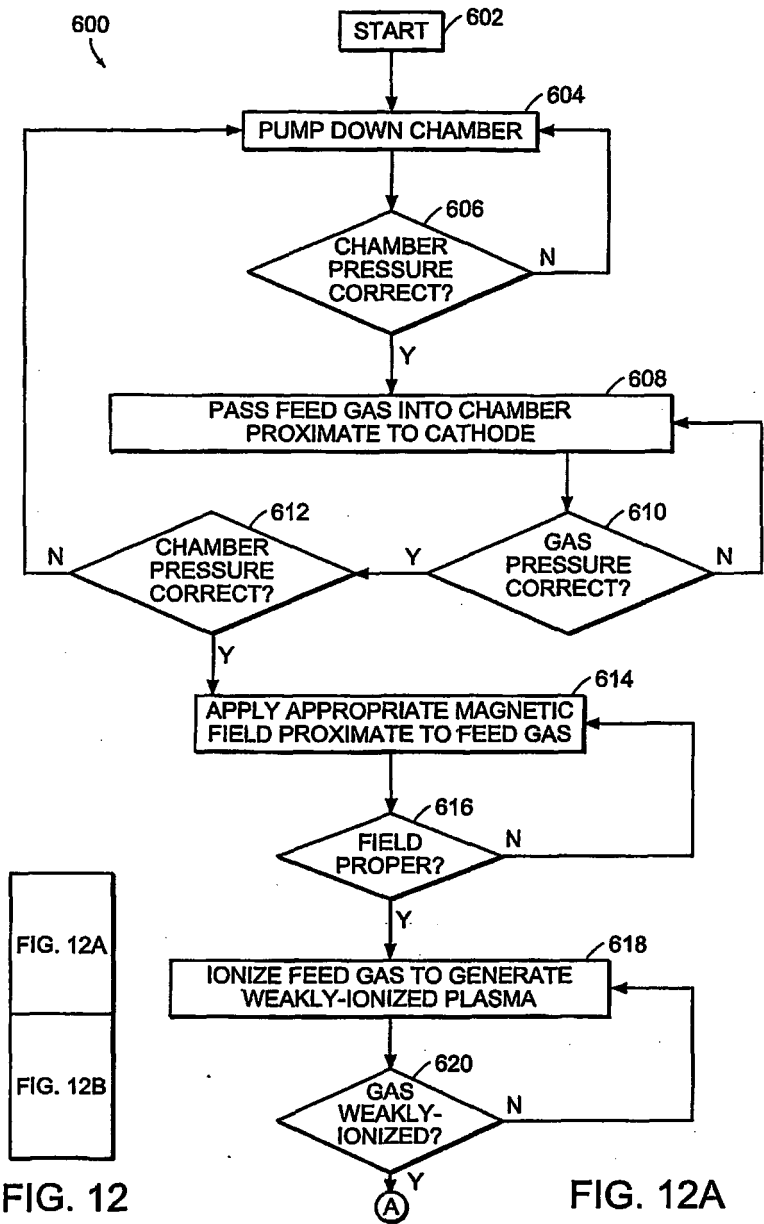 600
START
602
604
PUMP DOWN CHAMBER
606
CHAMBER
PRESSURE
CORRECT?
N
Y
608
PASS FEED GAS INTO CHAMBER
PROXIMATE TO CATHODE
612
610
N
CHAMBER
PRESSURE
CORRECT?
Y
GAS
PRESSURE
CORRECT?
N
Y
614
APPLY APPROPRIATE MAGNETIC
FIELD PROXIMATE TO FEED GAS
616
FIELD
PROPER?
N
Y
618
IONIZE FEED GAS TO GENERATE
WEAKLY-IONIZED PLASMA
620
GAS
WEAKLY-
IONIZED?
N
Y
A
FIG. 12A
FIG. 12B
FIG. 12
FIG. 12A